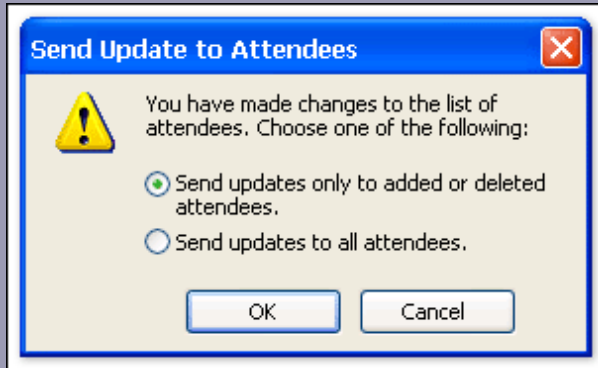 Send Update to Attendees
You have made changes to the list of
attendees. Choose one of the following:
Send updates only to added or deleted
attendees.
Send updates to all attendees.
OK
Cancel